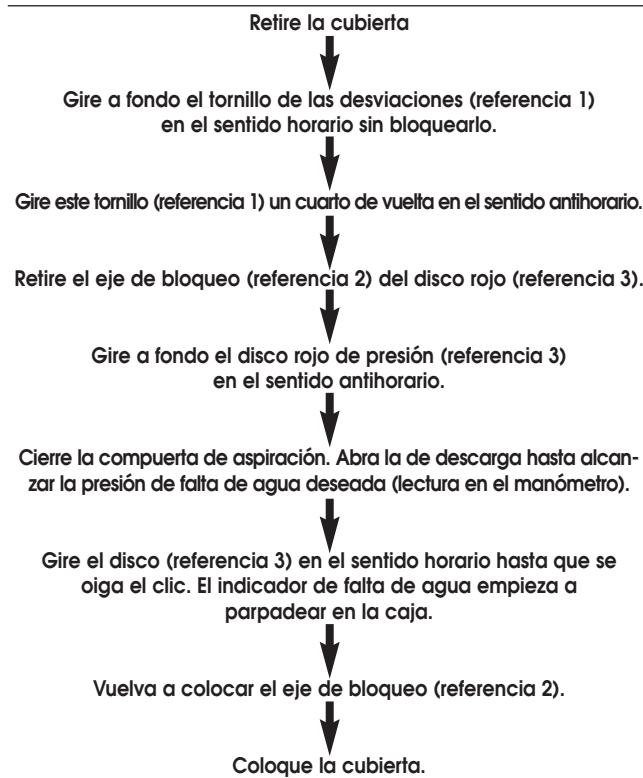 Retire la cubierta
Gire a fondo el tornillo de las desviaciones (referencia 1)
en el sentido horario sin bloquearlo.
Gire este tornillo (referencia 1) un cuarto de vuelta en el sentido antihorario.
Retire el eje de bloqueo (referencia 2) del disco rojo (referencia 3).
Gire a fondo el disco rojo de presión (referencia 3)
en el sentido antihorario.
Cierre la compuerta de aspiración. Abra la de descarga hasta alcan-
zar la presión de falta de agua deseada (lectura en el manómetro).
Gire el disco (referencia 3) en el sentido horario hasta que se
oiga el clic. El indicador de falta de agua empieza a
parpadear en la caja.
Vuelva a colocar el eje de bloqueo (referencia 2).
Coloque la cubierta.